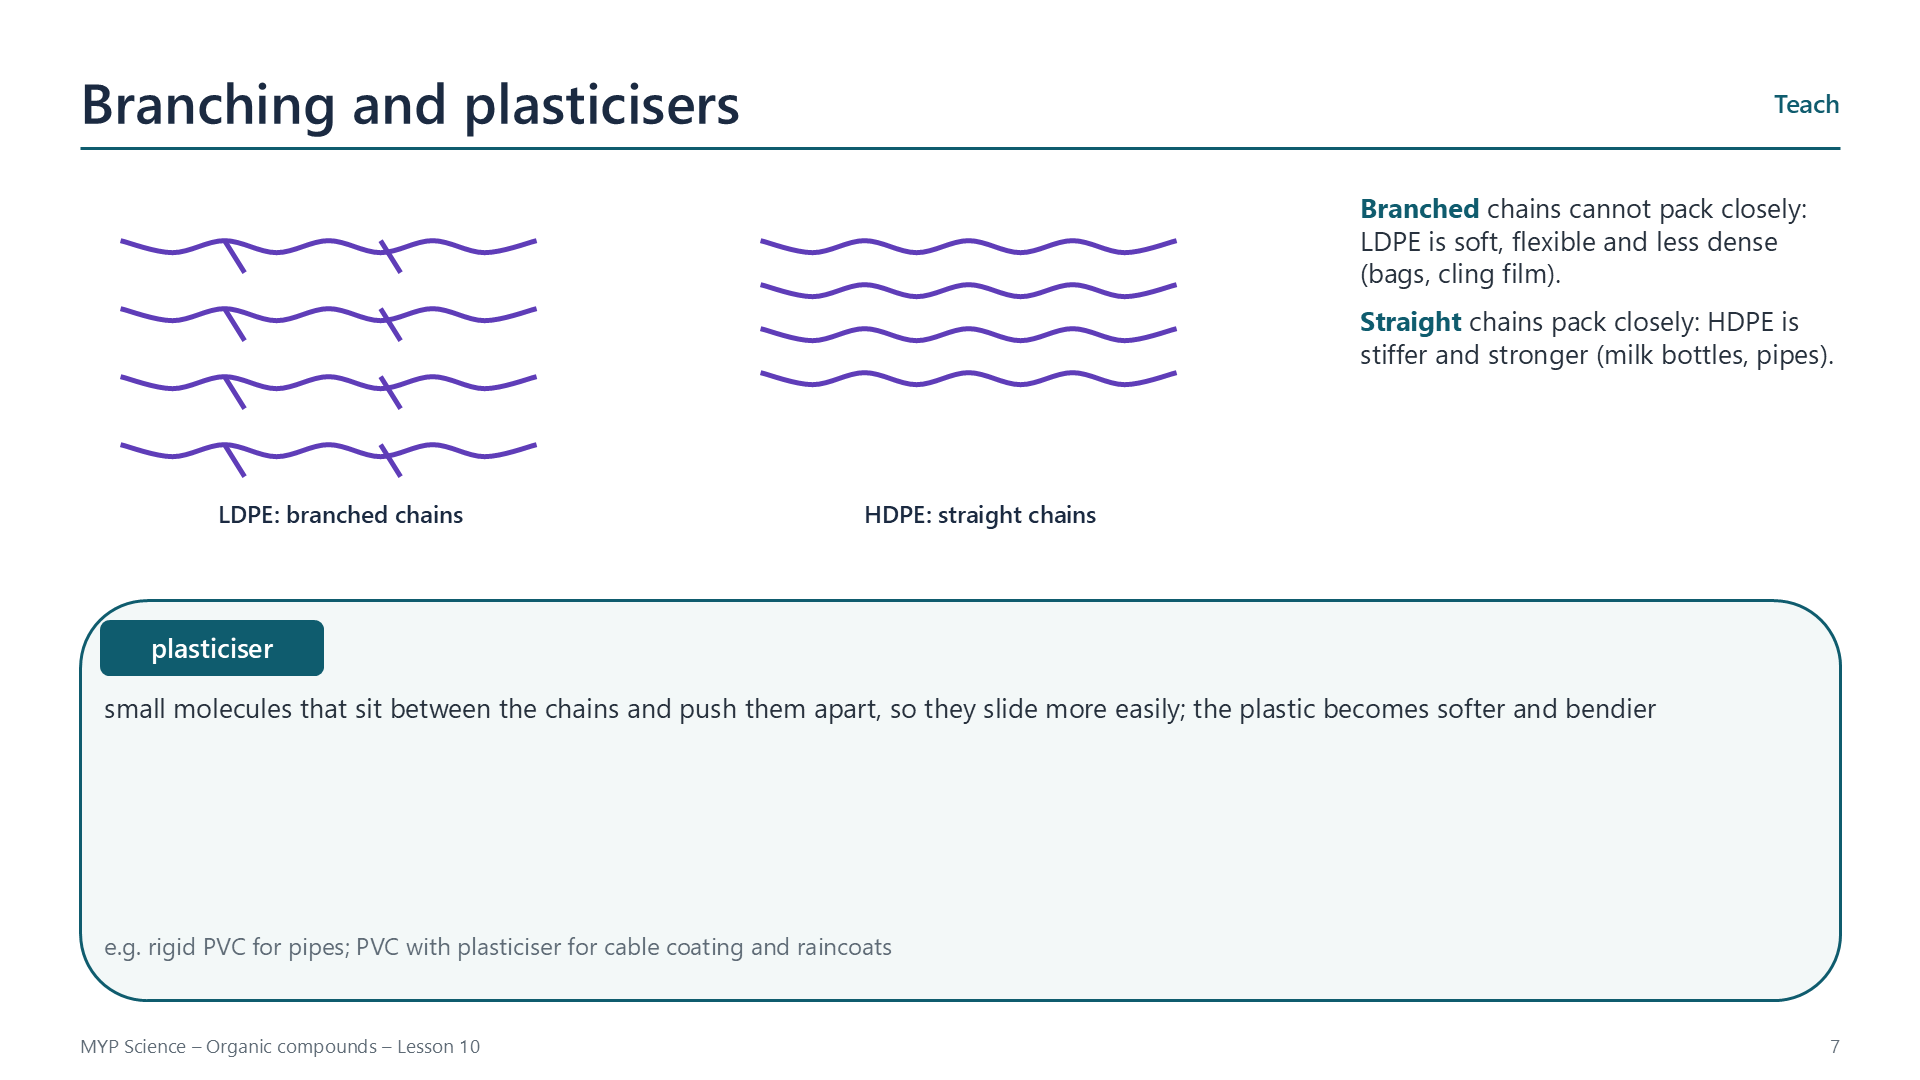 Branching and plasticisers
Teach
Branched chains cannot pack closely:
LDPE is soft, flexible and less dense
(bags, cling film).
Straight chains pack closely: HDPE is
stiffer and stronger (milk bottles, pipes).
LDPE: branched chains
HDPE: straight chains
plasticiser
small molecules that sit between the chains and push them apart, so they slide more easily; the plastic becomes softer and bendier
e.g. rigid PVC for pipes; PVC with plasticiser for cable coating and raincoats
MYP Science – Organic compounds – Lesson 10
7